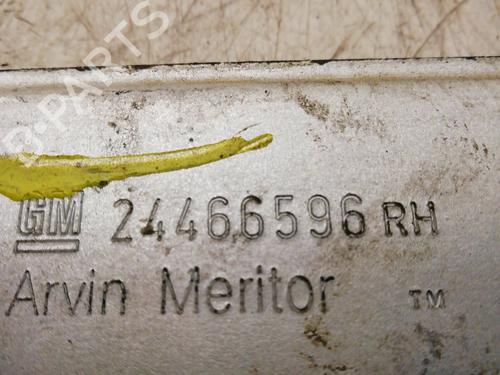 B-PARTS
GM 24466596 RH
Arvin Meritor TM